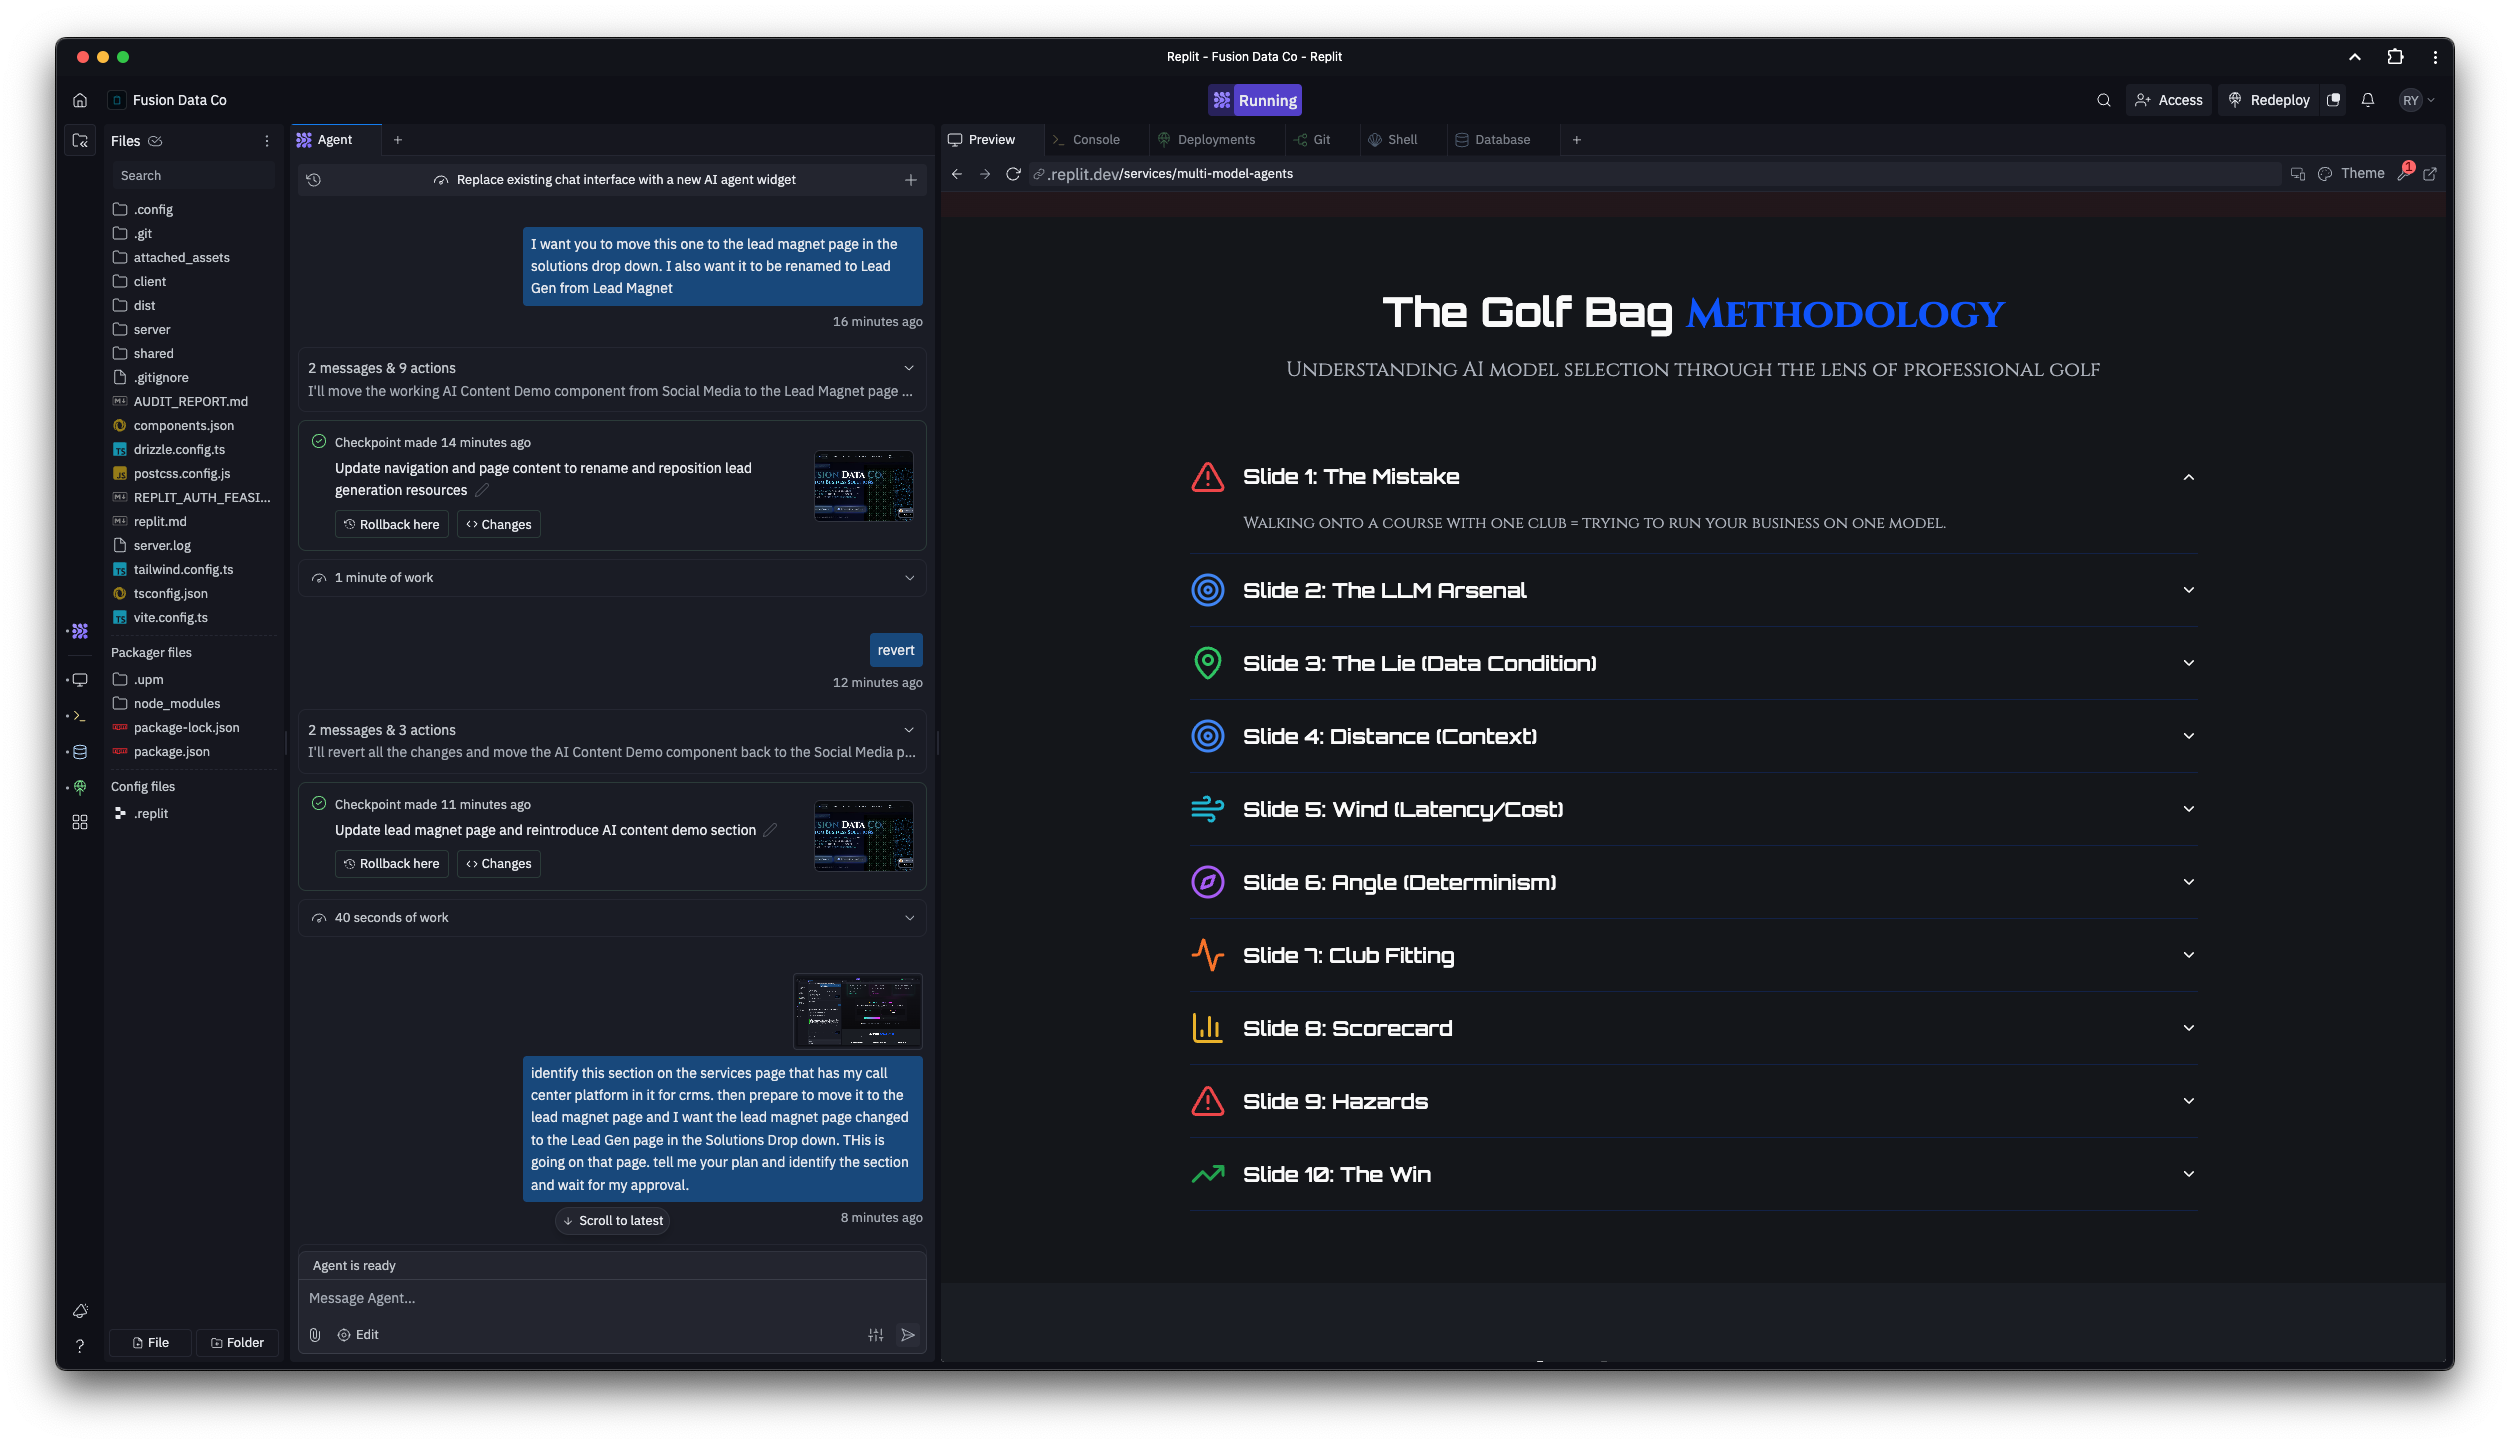 Replit - Fusion Data Co - Replit
Fusion Data Co
Running
Access
Redeploy
RY
Files
Search
.config
.git
attached_assets
client
dist
server
shared
.gitignore
AUDIT_REPORT.md
components.json
drizzle.config.ts
postcss.config.js
REPLIT_AUTH_FEASI...
replit.md
server.log
tailwind.config.ts
tsconfig.json
vite.config.ts
Packager files
.upm
node_modules
package-lock.json
package.json
Config files
.replit
File
Folder
Agent
Replace existing chat interface with a new AI agent widget
I want you to move this one to the lead magnet page in the
solutions drop down. I also want it to be renamed to Lead
Gen from Lead Magnet
16 minutes ago
2 messages & 9 actions
I'll move the working AI Content Demo component from Social Media to the Lead Magnet page ...
Checkpoint made 14 minutes ago
Update navigation and page content to rename and reposition lead
generation resources
Rollback here
Changes
1 minute of work
revert
12 minutes ago
2 messages & 3 actions
I'll revert all the changes and move the AI Content Demo component back to the Social Media p...
Checkpoint made 11 minutes ago
Update lead magnet page and reintroduce AI content demo section
Rollback here
Changes
40 seconds of work
identify this section on the services page that has my call
center platform in it for crms. then prepare to move it to the
lead magnet page and I want the lead magnet page changed
to the Lead Gen page in the Solutions Drop down. THis is
going on that page. tell me your plan and identify the section
and wait for my approval.
8 minutes ago
Scroll to latest
Agent is ready
Message Agent...
Edit
Preview
Console
Deployments
Git
Shell
Database
.replit.dev/services/multi-model-agents
Theme
1
The Golf Bag Methodology
Understanding AI model selection through the lens of professional golf
Slide 1: The Mistake
Walking onto a course with one club = trying to run your business on one model.
Slide 2: The LLM Arsenal
Slide 3: The Lie (Data Condition)
Slide 4: Distance (Context)
Slide 5: Wind (Latency/Cost)
Slide 6: Angle (Determinism)
Slide 7: Club Fitting
Slide 8: Scorecard
Slide 9: Hazards
Slide 10: The Win